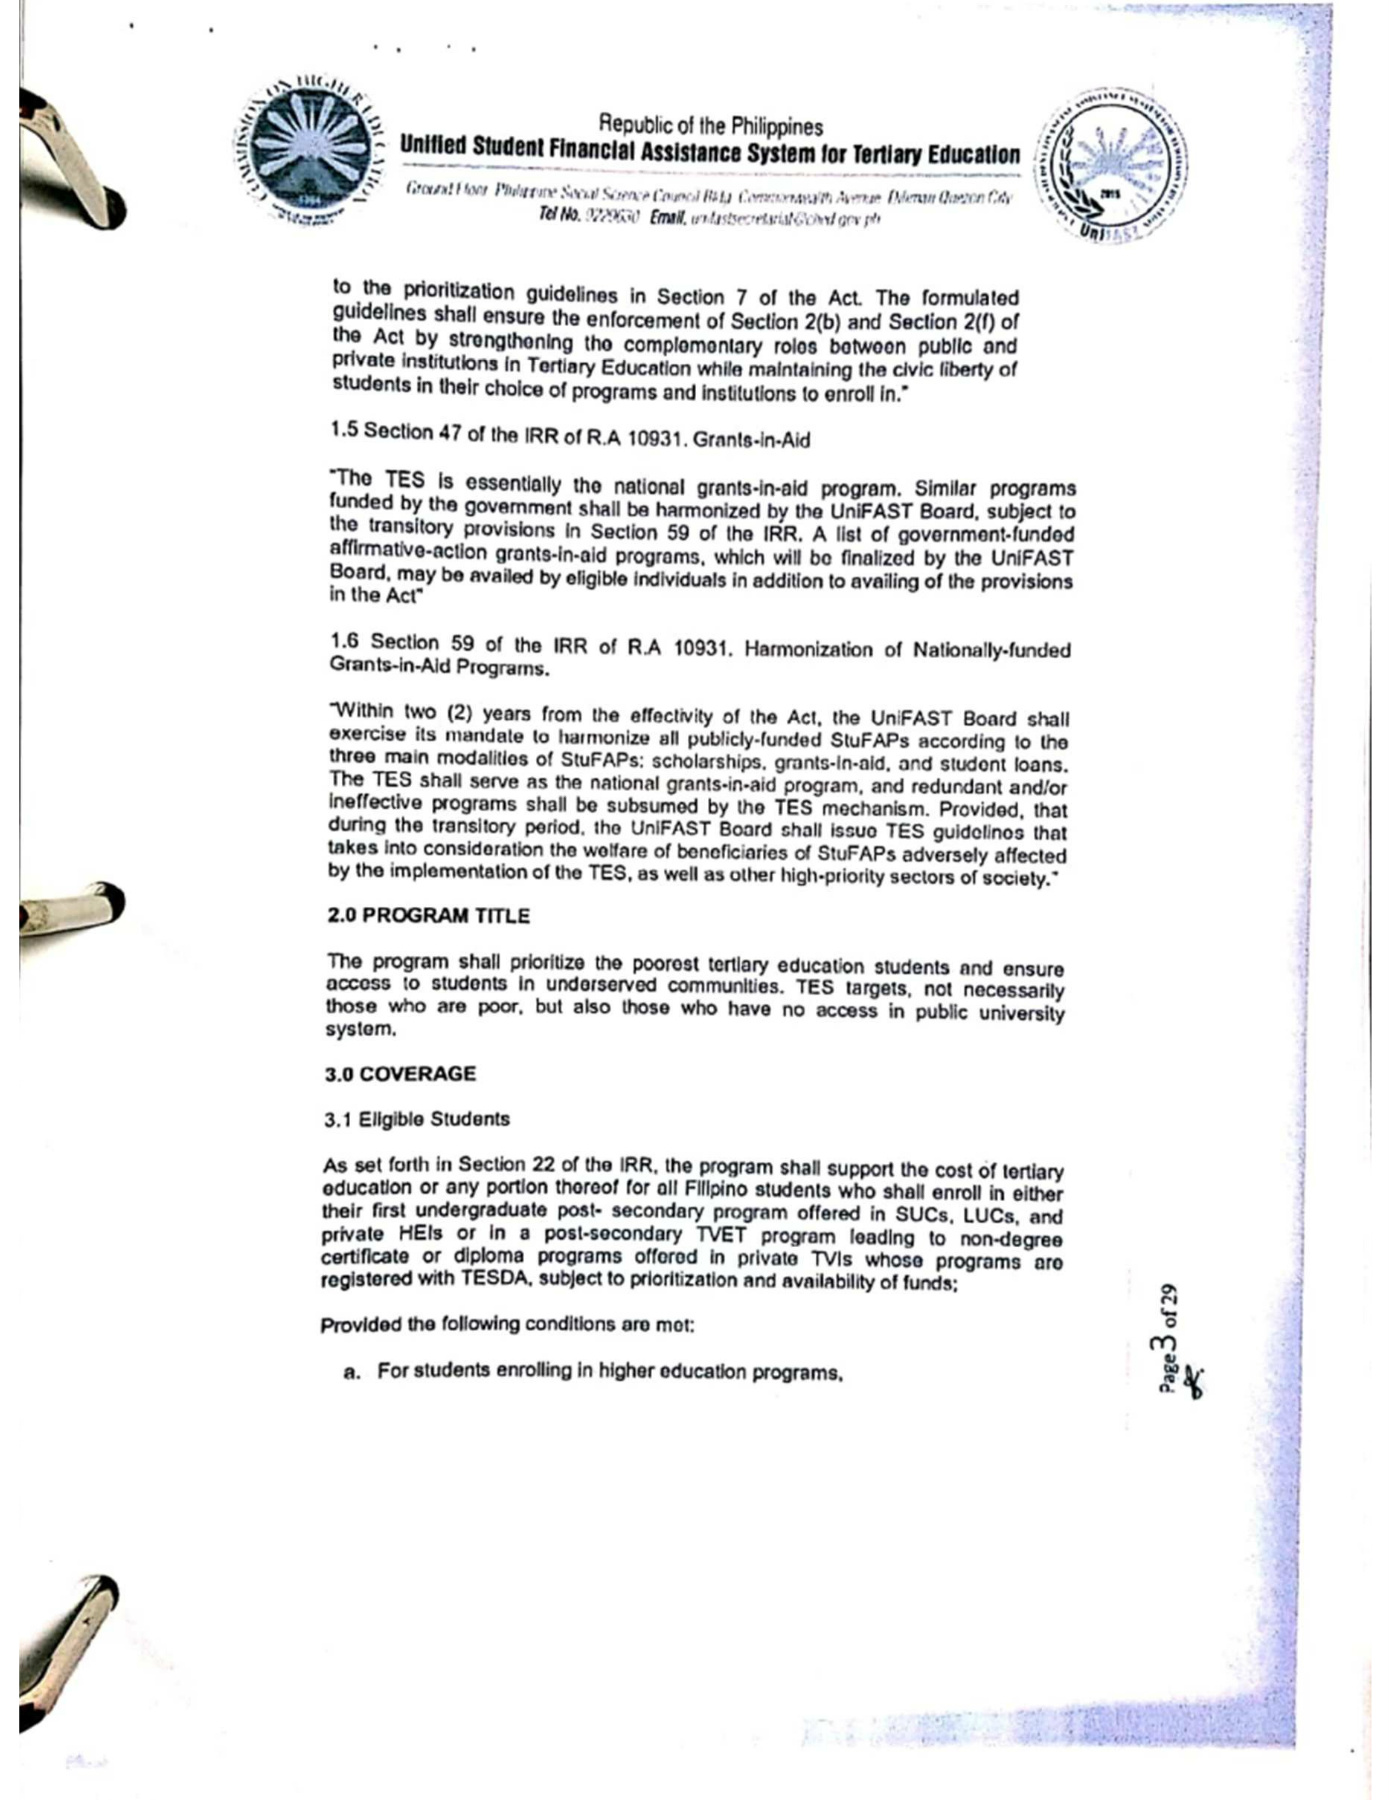 COMMISSION ON HIGHER EDUCATION
Republic of the Philippines
Unified Student Financial Assistance System for Tertiary Education
Ground Floor Philippine Social Science Council Bldg Commonwealth Avenue Diliman Quezon City
Tel No. 9229630 Email. unifastsecretariat@ched.gov.ph
2015
UniFAST
to the prioritization guidelines in Section 7 of the Act. The formulated
guidelines shall ensure the enforcement of Section 2(b) and Section 2(f) of
the Act by strengthening the complementary roles between public and
private institutions in Tertiary Education while maintaining the civic liberty of
students in their choice of programs and institutions to enroll in."
1.5 Section 47 of the IRR of R.A 10931. Grants-in-Aid
"The TES is essentially the national grants-in-aid program. Similar programs
funded by the government shall be harmonized by the UniFAST Board, subject to
the transitory provisions in Section 59 of the IRR. A list of government-funded
affirmative-action grants-in-aid programs, which will be finalized by the UniFAST
Board, may be availed by eligible individuals in addition to availing of the provisions
in the Act"
1.6 Section 59 of the IRR of R.A 10931. Harmonization of Nationally-funded
Grants-in-Aid Programs.
"Within two (2) years from the effectivity of the Act, the UniFAST Board shall
exercise its mandate to harmonize all publicly-funded StuFAPs according to the
three main modalities of StuFAPs: scholarships, grants-in-aid, and student loans.
The TES shall serve as the national grants-in-aid program, and redundant and/or
ineffective programs shall be subsumed by the TES mechanism. Provided, that
during the transitory period, the UniFAST Board shall issue TES guidelines that
takes into consideration the welfare of beneficiaries of StuFAPs adversely affected
by the implementation of the TES, as well as other high-priority sectors of society."
2.0 PROGRAM TITLE
The program shall prioritize the poorest tertiary education students and ensure
access to students in underserved communities. TES targets, not necessarily
those who are poor, but also those who have no access in public university
system.
3.0 COVERAGE
3.1 Eligible Students
As set forth in Section 22 of the IRR, the program shall support the cost of tertiary
education or any portion thereof for all Filipino students who shall enroll in either
their first undergraduate post- secondary program offered in SUCs, LUCs, and
private HEIs or in a post-secondary TVET program leading to non-degree
certificate or diploma programs offered in private TVIs whose programs are
registered with TESDA, subject to prioritization and availability of funds;
Provided the following conditions are met:
a. For students enrolling in higher education programs,
Page 3 of 29